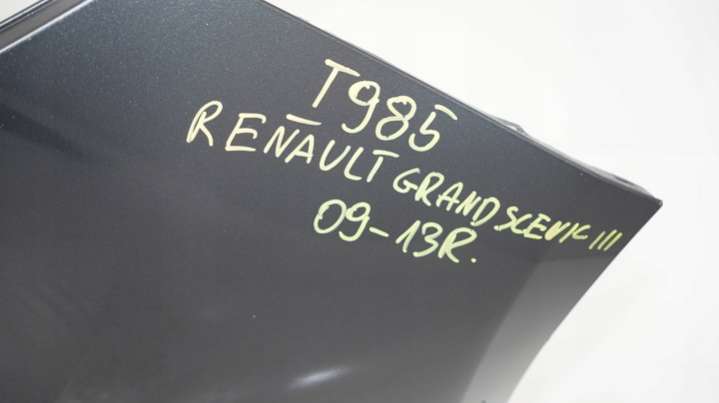 T985
RENAULT GRAND SCENIC III
09-13R.